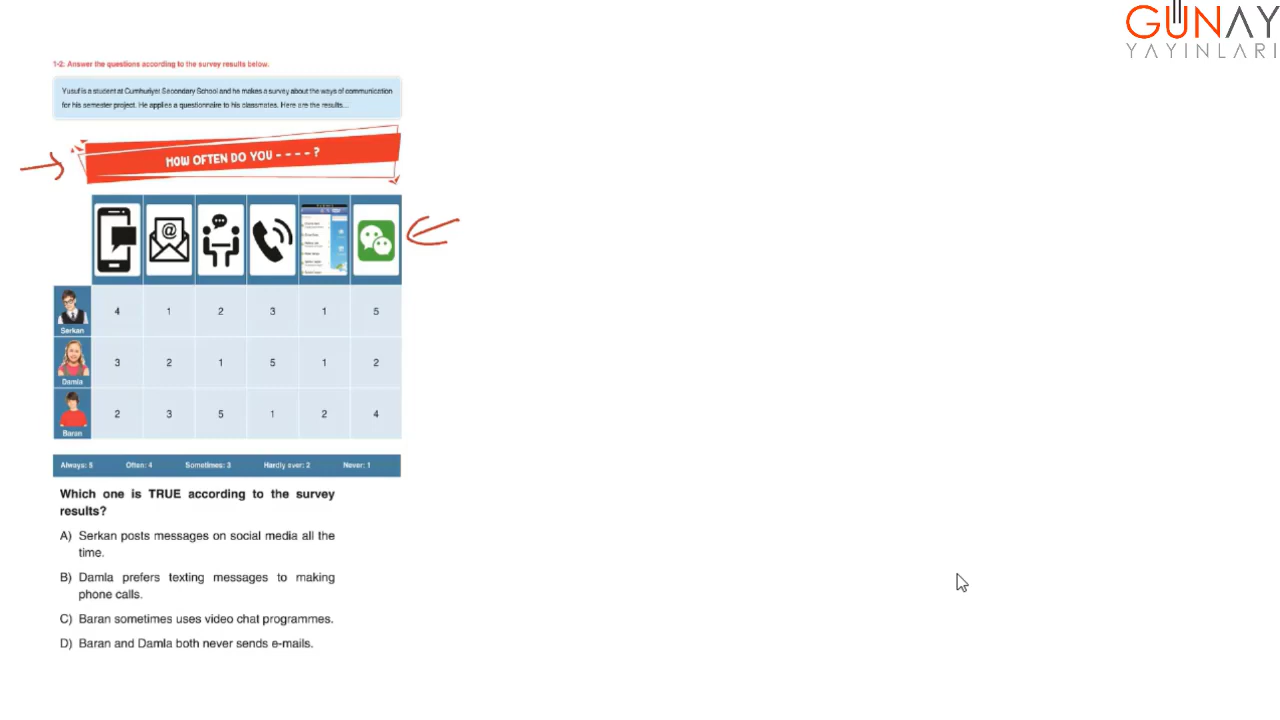 GÜNAY
YAYINLARI
1-2. Answer the questions according to the survey results below.
Yusuf is a student at Cumhuriyet Secondary School and he makes a survey about the ways of communication
for his semester project. He applies a questionnaire to his classmates. Here are the results...
HOW OFTEN DO YOU - - - - ?
Serkan 4 1 2 3 1 5
Damla 3 2 1 5 1 2
Baran 2 3 5 1 2 4
Always: 5 Often: 4 Sometimes: 3 Hardly ever: 2 Never: 1
Which one is TRUE according to the survey
results?
A) Serkan posts messages on social media all the
time.
B) Damla prefers texting messages to making
phone calls.
C) Baran sometimes uses video chat programmes.
D) Baran and Damla both never sends e-mails.